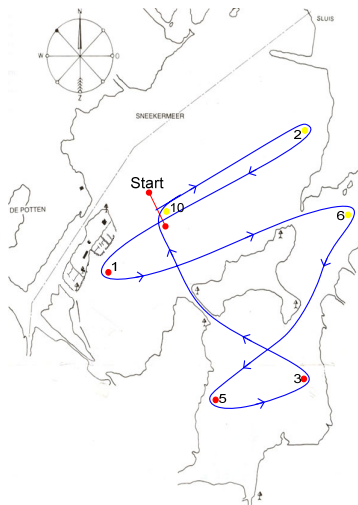 N
SLUIS
W
O
Z
SNEEKERMEER
2
Start
DE POTTEN
10
6
1
3
5